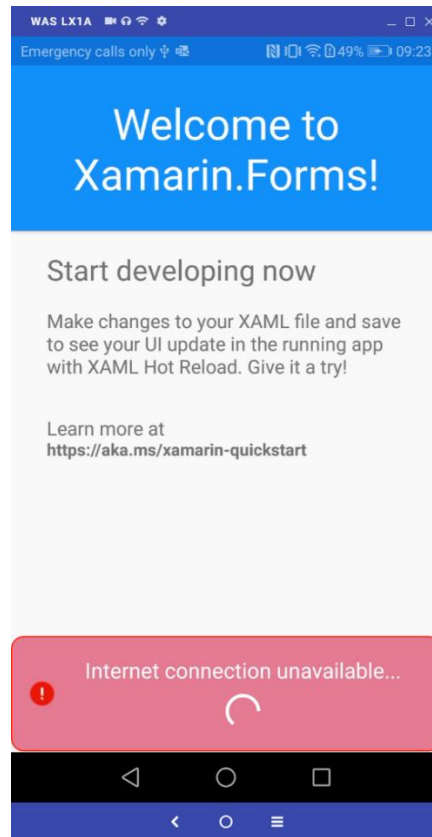 WAS LX1A
Emergency calls only
49%
09:23
Welcome to
Xamarin.Forms!
Start developing now
Make changes to your XAML file and save
to see your UI update in the running app
with XAML Hot Reload. Give it a try!
Learn more at
https://aka.ms/xamarin-quickstart
Internet connection unavailable...